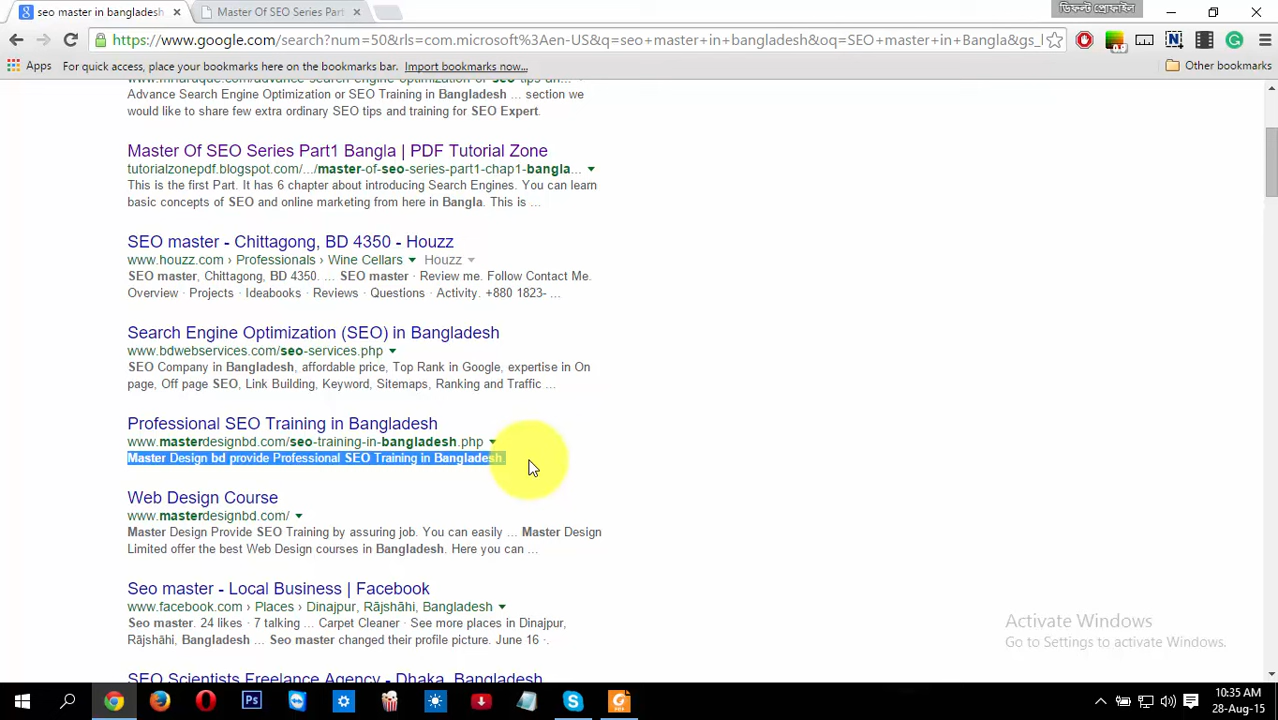 seo master in bangladesh
Master Of SEO Series Part
ডিফল্ট প্রোফাইল
https://www.google.com/search?num=50&rls=com.microsoft%3Aen-US&q=seo+master+in+bangladesh&oq=SEO+master+in+Bangla&gs_l
Apps For quick access, place your bookmarks here on the bookmarks bar. Import bookmarks now...
Other bookmarks
Advance Search Engine Optimization or SEO Training in Bangladesh ... section we
would like to share few extra ordinary SEO tips and training for SEO Expert.
Master Of SEO Series Part1 Bangla | PDF Tutorial Zone
tutorialzonepdf.blogspot.com/.../master-of-seo-series-part1-chap1-bangla...
This is the first Part. It has 6 chapter about introducing Search Engines. You can learn
basic concepts of SEO and online marketing from here in Bangla. This is ...
SEO master - Chittagong, BD 4350 - Houzz
www.houzz.com › Professionals › Wine Cellars Houzz
SEO master, Chittagong, BD 4350. ... SEO master · Review me. Follow Contact Me.
Overview · Projects · Ideabooks · Reviews · Questions · Activity. +880 1823- ...
Search Engine Optimization (SEO) in Bangladesh
www.bdwebservices.com/seo-services.php
SEO Company in Bangladesh, affordable price, Top Rank in Google, expertise in On
page, Off page SEO, Link Building, Keyword, Sitemaps, Ranking and Traffic ...
Professional SEO Training in Bangladesh
www.masterdesignbd.com/seo-training-in-bangladesh.php
Master Design bd provide Professional SEO Training in Bangladesh
Web Design Course
www.masterdesignbd.com/
Master Design Provide SEO Training by assuring job. You can easily ... Master Design
Limited offer the best Web Design courses in Bangladesh. Here you can ...
Seo master - Local Business | Facebook
www.facebook.com › Places › Dinajpur, Rājshāhi, Bangladesh
Seo master. 24 likes · 7 talking ... Carpet Cleaner · See more places in Dinajpur,
Rājshāhi, Bangladesh ... Seo master changed their profile picture. June 16 ·.
SEO Scientists Freelance Agency - Dhaka, Bangladesh
Activate Windows
Go to Settings to activate Windows.
Ps
10:35 AM
28-Aug-15